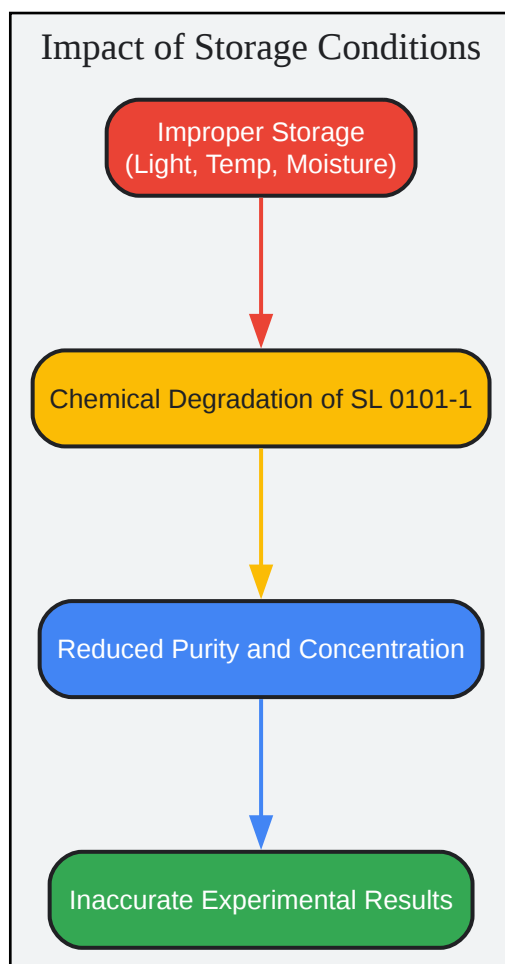 Impact of Storage Conditions
Improper Storage
(Light, Temp, Moisture)
Chemical Degradation of SL 0101-1
Reduced Purity and Concentration
Inaccurate Experimental Results